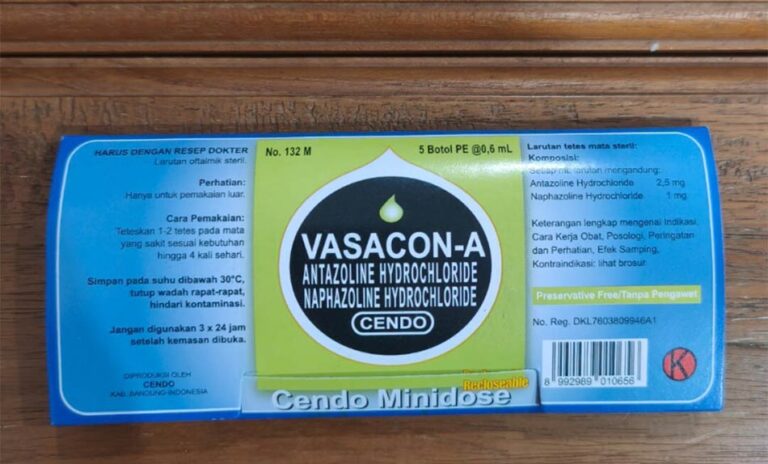 HARUS DENGAN RESEP DOKTER
Larutan oftalmik steril.
Perhatian:
Hanya untuk pemakaian luar.
Cara Pemakaian:
Teteskan 1-2 tetes pada mata
yang sakit sesuai kebutuhan
hingga 4 kali sehari.
Simpan pada suhu dibawah 30°C,
tutup wadah rapat-rapat,
hindari kontaminasi.
Jangan digunakan 3 x 24 jam
setelah kemasan dibuka.
DIPRODUKSI OLEH
CENDO
KAB. BANDUNG-INDONESIA
No. 132 M
5 Botol PE @0,6 mL
VASACON-A
ANTAZOLINE HYDROCHLORIDE
NAPHAZOLINE HYDROCHLORIDE
CENDO
Recloseable
Cendo Minidose
Larutan tetes mata steril:
Komposisi:
Setiap mL larutan mengandung:
Antazoline Hydrochloride 2,5 mg
Naphazoline Hydrochloride 1 mg
Keterangan lengkap mengenai Indikasi,
Cara Kerja Obat, Posologi, Peringatan
dan Perhatian, Efek Samping,
Kontraindikasi: lihat brosur
Preservative Free/Tanpa Pengawet
No. Reg. DKL7603809946A1
8 992989 010656
K